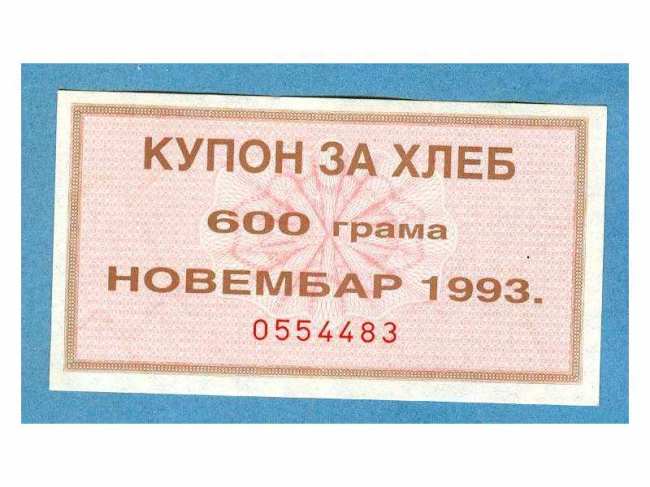 КУПОН ЗА ХЛЕБ
600 грама
НОВЕМБАР 1993.
0554483